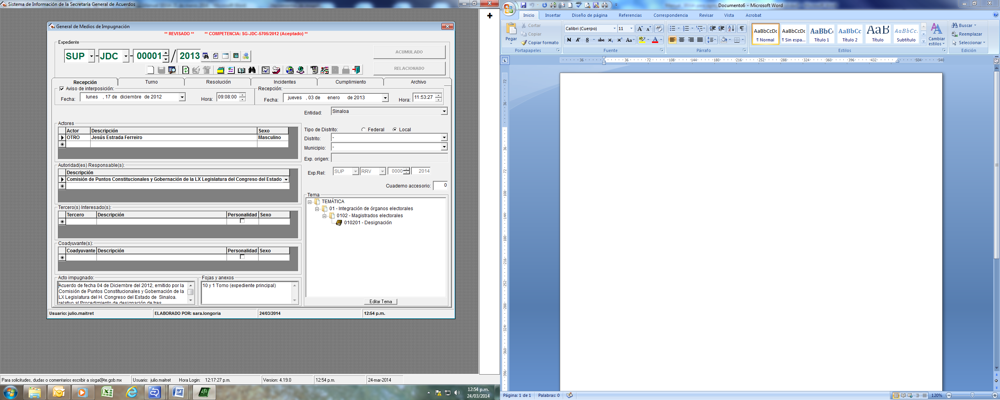 Sistema de Información de la Secretaría General de Acuerdos
General de Medios de Impugnación
** REVISADO ** ** COMPETENCIA: SG-JDC-5705/2012 (Aceptado) **
Expediente
SUP - JDC - 00001 / 2013
ACUMULADO
RELACIONADO
Recepción Turno Resolución Incidentes Cumplimiento Archivo
Aviso de interposición: Recepción:
Fecha: lunes , 17 de diciembre de 2012 Hora: 09:08:00 Fecha: jueves , 03 de enero de 2013 Hora: 11:53:27
Entidad: Sinaloa
Actores
Actor Descripción Sexo
OTRO Jesús Estrada Ferreiro Masculino
Tipo de Distrito: Federal Local
Distrito: -
Municipio: -
Exp. origen:
Autoridad(es) Responsable(s):
Descripción
Comisión de Puntos Constitucionales y Gobernación de la LX Legislatura del Congreso del Estado
Exp.Rel: SUP RRV 0000 2014
Cuaderno accesorio: 0
Tema
TEMÁTICA
01 - Integración de órganos electorales
0102 - Magistrados electorales
010201 - Designación
Tercero(s) Interesado(s):
Tercero Descripción Personalidad Sexo
Coadyuvante(s):
Coadyuvante Descripción Personalidad Sexo
Acto impugnado:
Acuerdo de fecha 04 de Diciembre del 2012, emitido por la
Comisión de Puntos Constitucionales y Gobernación de la
LX Legislatura del H. Congreso del Estado de Sinaloa.
relativo al Procedimiento de designación de tres
Fojas y anexos
10 y 1 Tomo (expediente principal)
Editar Tema
Usuario: julio.maitret ELABORADO POR: sara.longoria 24/03/2014 12:54 p.m.
Para solicitudes, dudas o comentarios escribir a sisga@te.gob.mx Usuario: julio.maitret Hora Login: 12:17:27 p.m. Version: 4.19.0 12:54 p.m. 24-mar-2014
12:54 p.m.
24/03/2014
Documento6 - Microsoft Word
Inicio Insertar Diseño de página Referencias Correspondencia Revisar Vista Acrobat
Pegar
Cortar
Copiar
Copiar formato
Portapapeles
Calibri (Cuerpo) 11
N K S abc x₂ x² Aa
Fuente
Párrafo
AaBbCcDc AaBbCcDc AaBbC AaBbCc AaB AaBbCc.
¶ Normal ¶ Sin espa... Título 1 Título 2 Título Subtítulo
Cambiar
estilos
Estilos
Buscar
Reemplazar
Seleccionar
Edición
36 36 72 108 144 180 216 252 288 324 360 396 432 504 540
72
36
36
72
108
144
180
216
252
288
324
360
396
Página: 1 de 1 Palabras: 0 120%